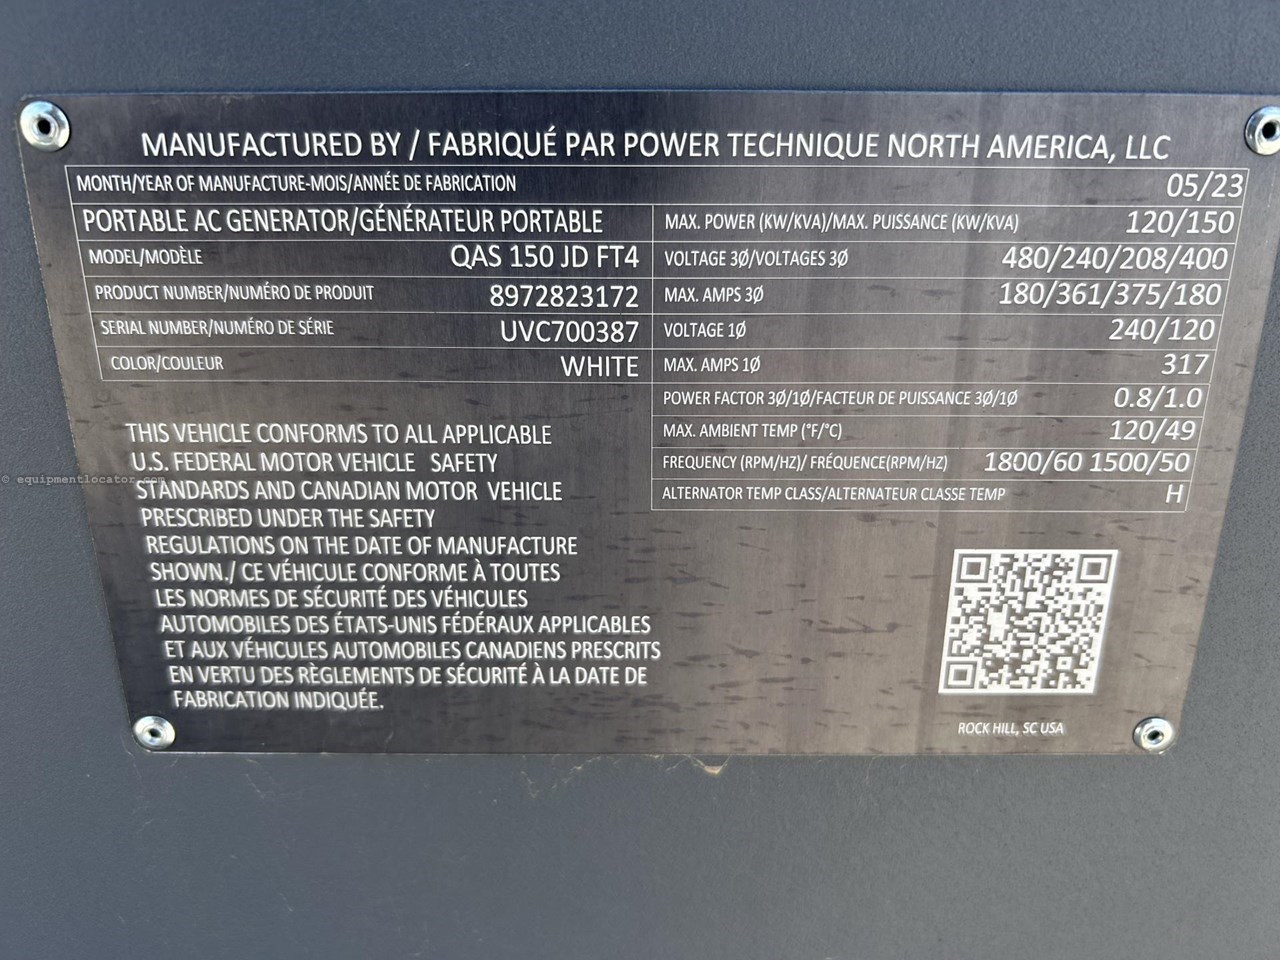 MANUFACTURED BY / FABRIQUÉ PAR POWER TECHNIQUE NORTH AMERICA, LLC
MONTH/YEAR OF MANUFACTURE-MOIS/ANNÉE DE FABRICATION 05/23
PORTABLE AC GENERATOR/GÉNÉRATEUR PORTABLE
MODEL/MODÈLE QAS 150 JD FT4
PRODUCT NUMBER/NUMÉRO DE PRODUIT 8972823172
SERIAL NUMBER/NUMÉRO DE SÉRIE UVC700387
COLOR/COULEUR WHITE
MAX. POWER (KW/KVA)/MAX. PUISSANCE (KW/KVA) 120/150
VOLTAGE 3Ø/VOLTAGES 3Ø 480/240/208/400
MAX. AMPS 3Ø 180/361/375/180
VOLTAGE 1Ø 240/120
MAX. AMPS 1Ø 317
POWER FACTOR 3Ø/1Ø/FACTEUR DE PUISSANCE 3Ø/1Ø 0.8/1.0
MAX. AMBIENT TEMP (°F/°C) 120/49
FREQUENCY (RPM/HZ)/ FRÉQUENCE(RPM/HZ) 1800/60 1500/50
ALTERNATOR TEMP CLASS/ALTERNATEUR CLASSE TEMP H
THIS VEHICLE CONFORMS TO ALL APPLICABLE
U.S. FEDERAL MOTOR VEHICLE SAFETY
STANDARDS AND CANADIAN MOTOR VEHICLE
PRESCRIBED UNDER THE SAFETY
REGULATIONS ON THE DATE OF MANUFACTURE
SHOWN./ CE VÉHICULE CONFORME À TOUTES
LES NORMES DE SÉCURITÉ DES VÉHICULES
AUTOMOBILES DES ÉTATS-UNIS FÉDÉRAUX APPLICABLES
ET AUX VÉHICULES AUTOMOBILES CANADIENS PRESCRITS
EN VERTU DES RÈGLEMENTS DE SÉCURITÉ À LA DATE DE
FABRICATION INDIQUÉE.
ROCK HILL, SC USA
© equipmentlocator.com